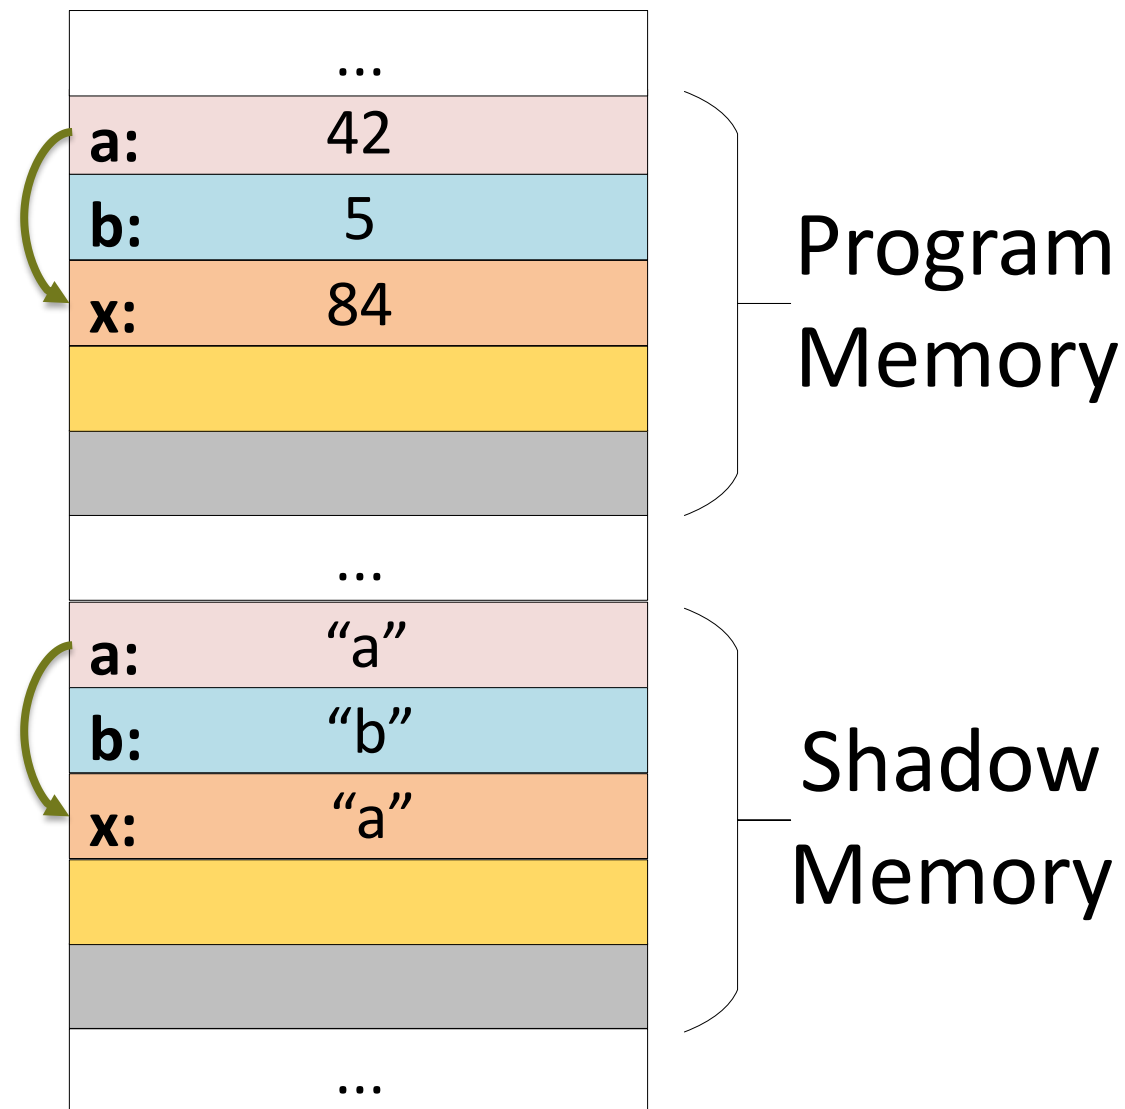 ...
a: 42
b: 5
x: 84
Program
Memory
...
a: “a”
b: “b”
x: “a”
Shadow
Memory
...